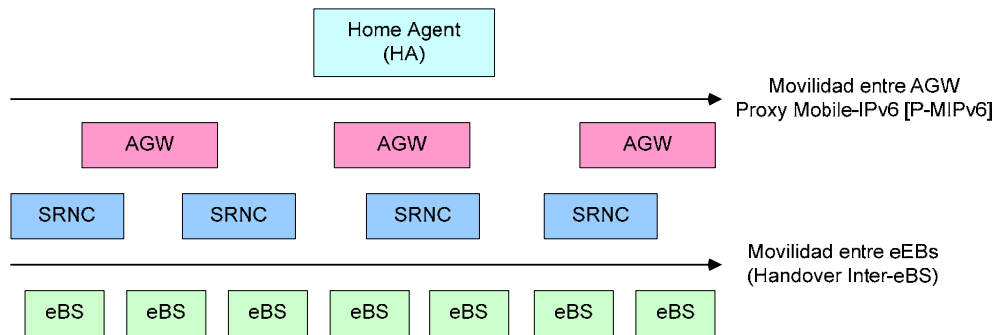 Home Agent
(HA)
Movilidad entre AGW
Proxy Mobile-IPv6 [P-MIPv6]
AGW
AGW
AGW
SRNC
SRNC
SRNC
SRNC
Movilidad entre eEBs
(Handover Inter-eBS)
eBS
eBS
eBS
eBS
eBS
eBS
eBS